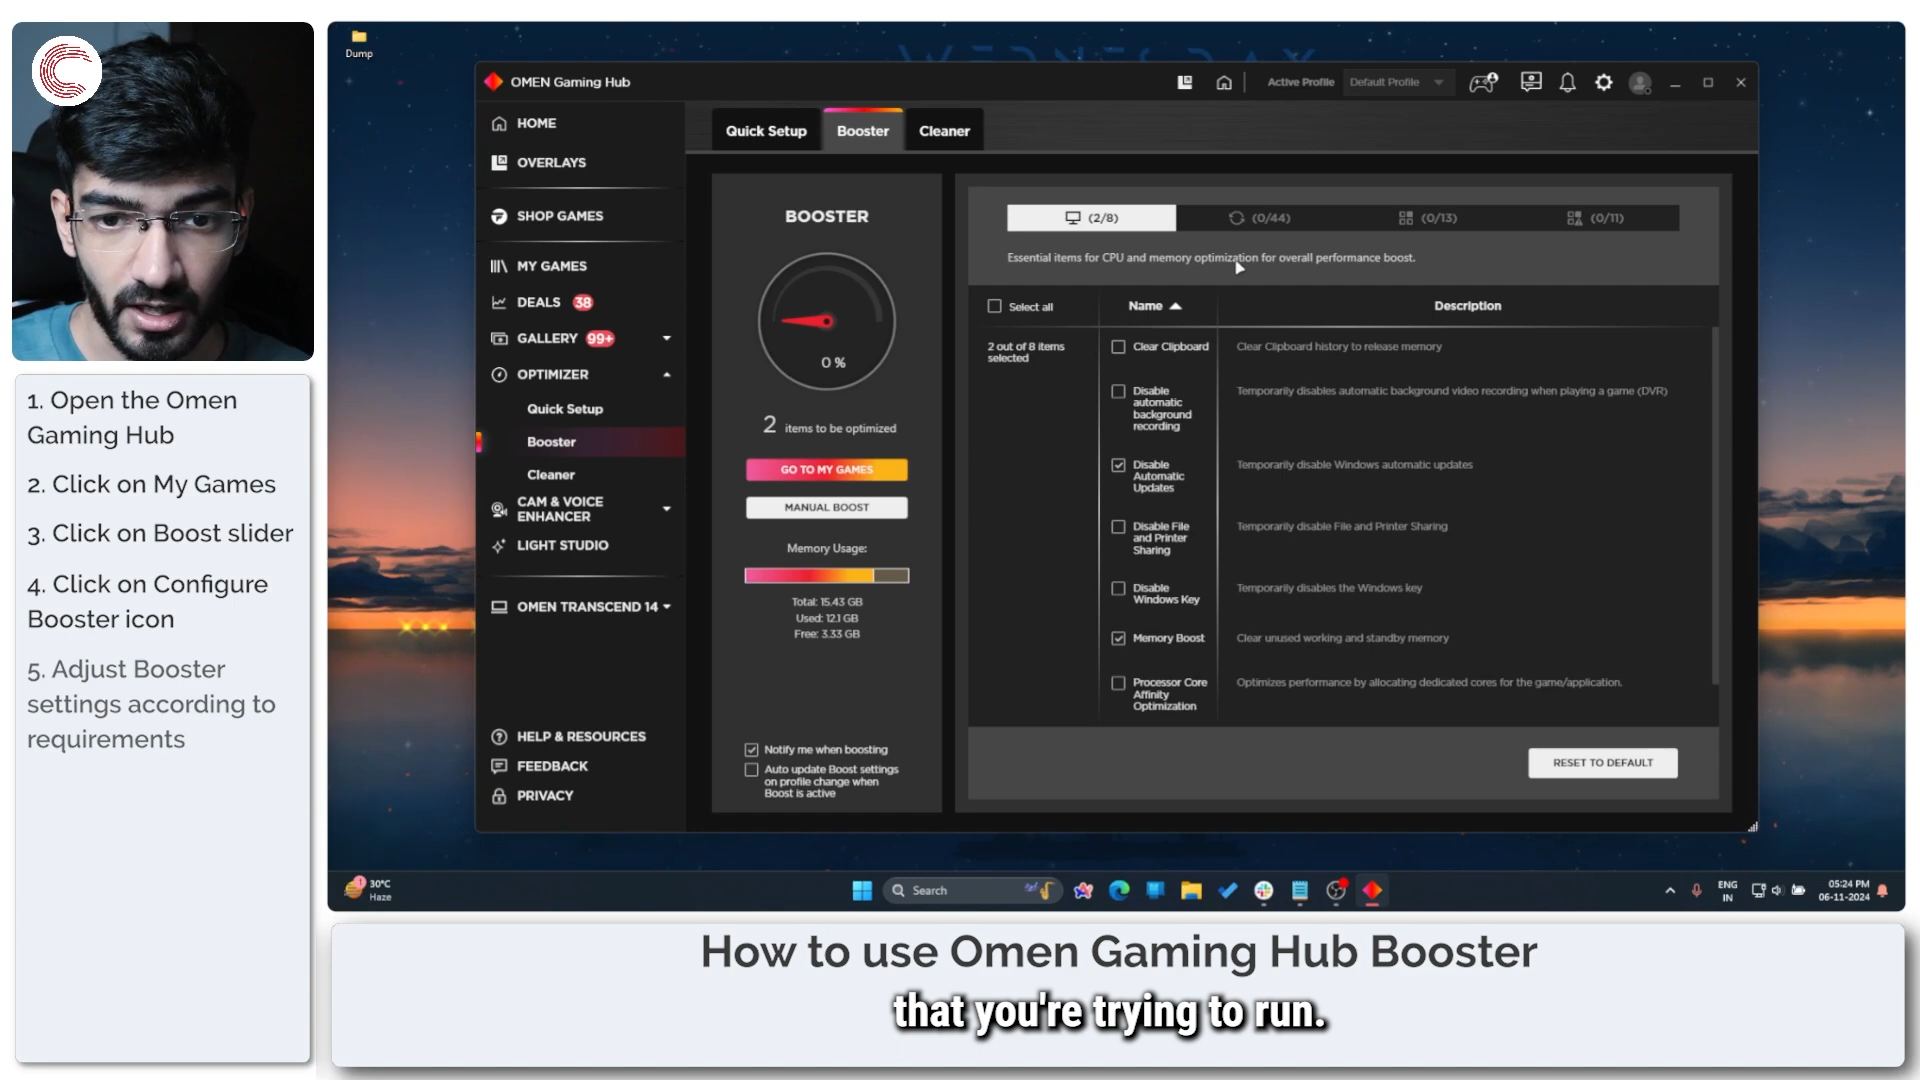 Dump
OMEN Gaming Hub
Active Profile
Default Profile
HOME
OVERLAYS
SHOP GAMES
MY GAMES
DEALS 38
GALLERY 99+
OPTIMIZER
Quick Setup
Booster
Cleaner
CAM & VOICE
ENHANCER
LIGHT STUDIO
OMEN TRANSCEND 14
HELP & RESOURCES
FEEDBACK
PRIVACY
Quick Setup
Booster
Cleaner
BOOSTER
0 %
2 items to be optimized
GO TO MY GAMES
MANUAL BOOST
Memory Usage:
Total: 15.43 GB
Used: 12.1 GB
Free: 3.33 GB
Notify me when boosting
Auto update Boost settings
on profile change when
Boost is active
(2/8)
(0/44)
(0/13)
(0/11)
Essential items for CPU and memory optimization for overall performance boost.
Select all
Name
Description
2 out of 8 items
selected
Clear Clipboard
Clear Clipboard history to release memory
Disable
automatic
background
recording
Temporarily disables automatic background video recording when playing a game (DVR)
Disable
Automatic
Updates
Temporarily disable Windows automatic updates
Disable File
and Printer
Sharing
Temporarily disable File and Printer Sharing
Disable
Windows Key
Temporarily disables the Windows key
Memory Boost
Clear unused working and standby memory
Processor Core
Affinity
Optimization
Optimizes performance by allocating dedicated cores for the game/application.
RESET TO DEFAULT
1
30°C
Haze
Search
ENG
IN
05:24 PM
06-11-2024
1. Open the Omen
Gaming Hub
2. Click on My Games
3. Click on Boost slider
4. Click on Configure
Booster icon
5. Adjust Booster
settings according to
requirements
How to use Omen Gaming Hub Booster
that you're trying to run.